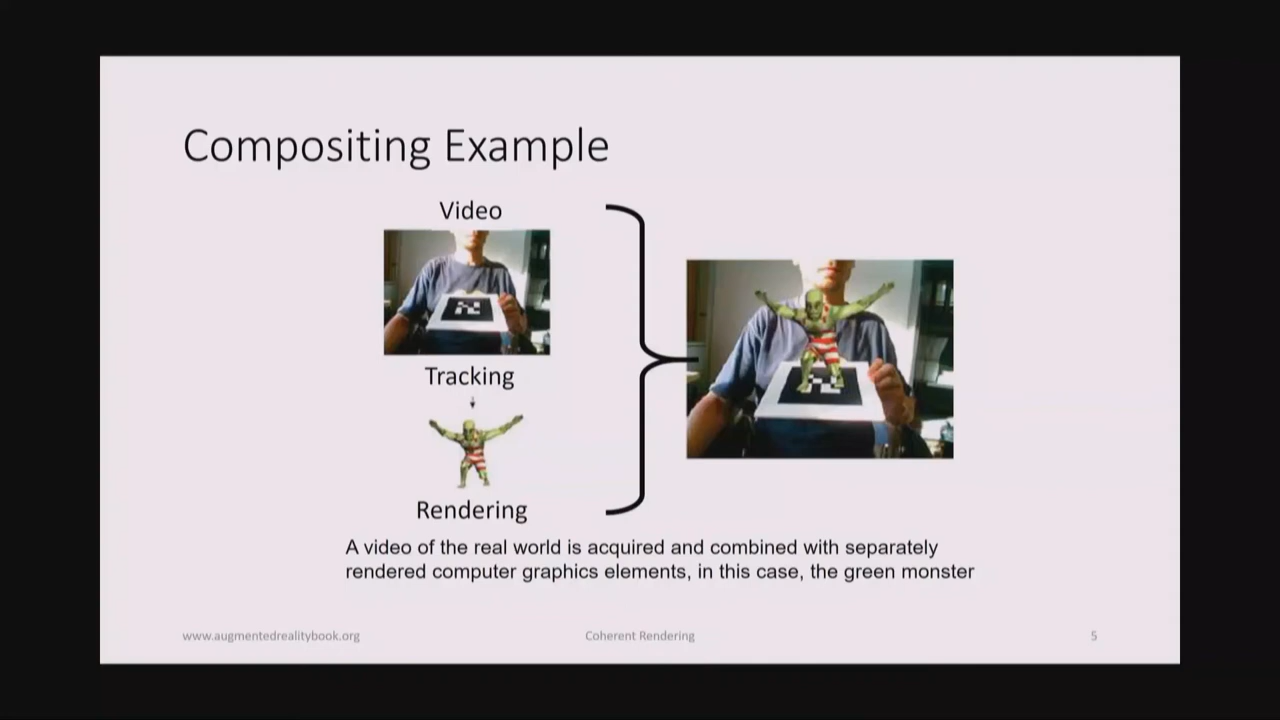 Compositing Example
Video
Tracking
Rendering
A video of the real world is acquired and combined with separately
rendered computer graphics elements, in this case, the green monster
www.augmentedrealitybook.org
Coherent Rendering
5